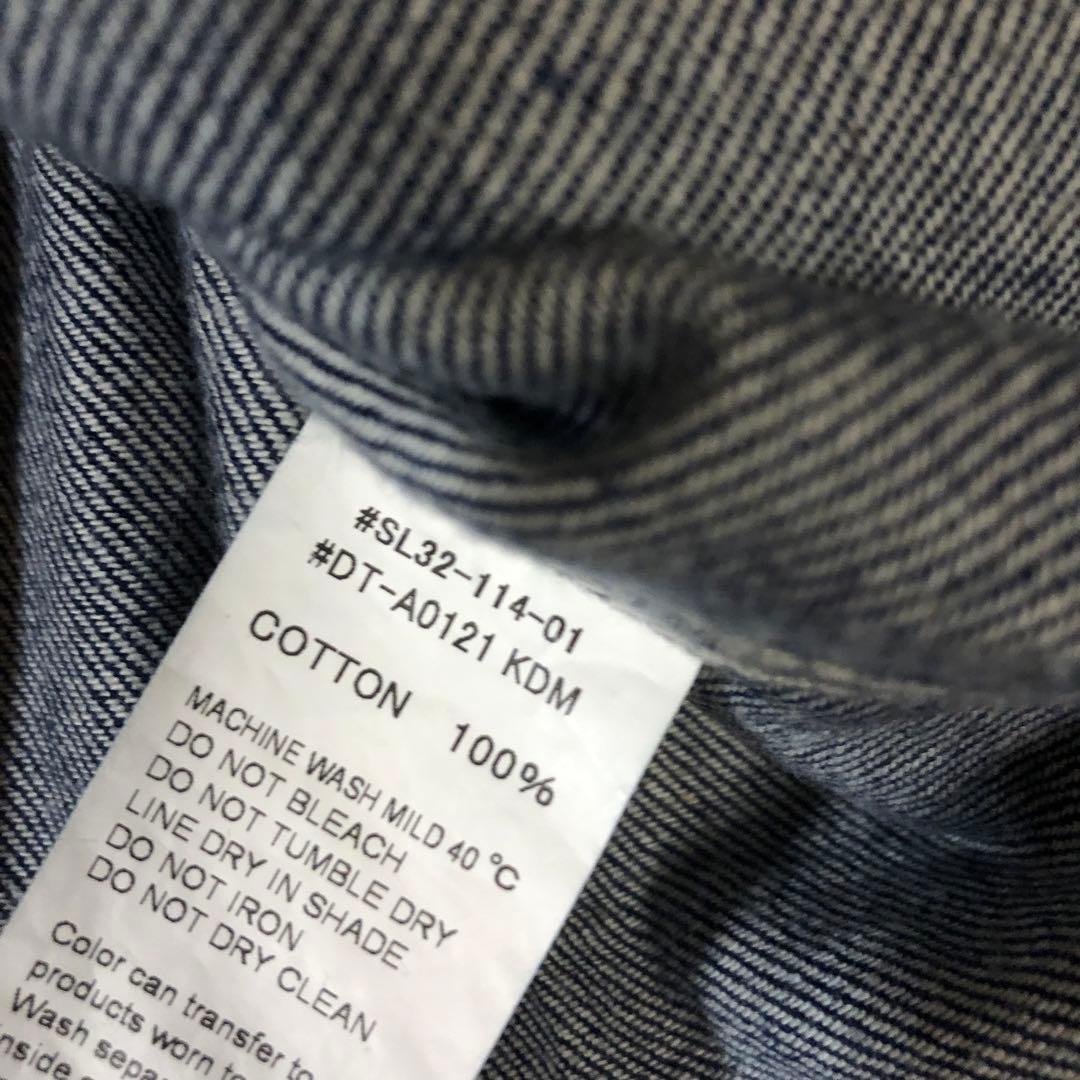 #SL32-114-01
#DT-A0121 KDM
COTTON 100%
MACHINE WASH MILD 40 °C
DO NOT BLEACH
DO NOT TUMBLE DRY
LINE DRY IN SHADE
DO NOT IRON
DO NOT DRY CLEAN
Color can transfer to
products worn
Wash